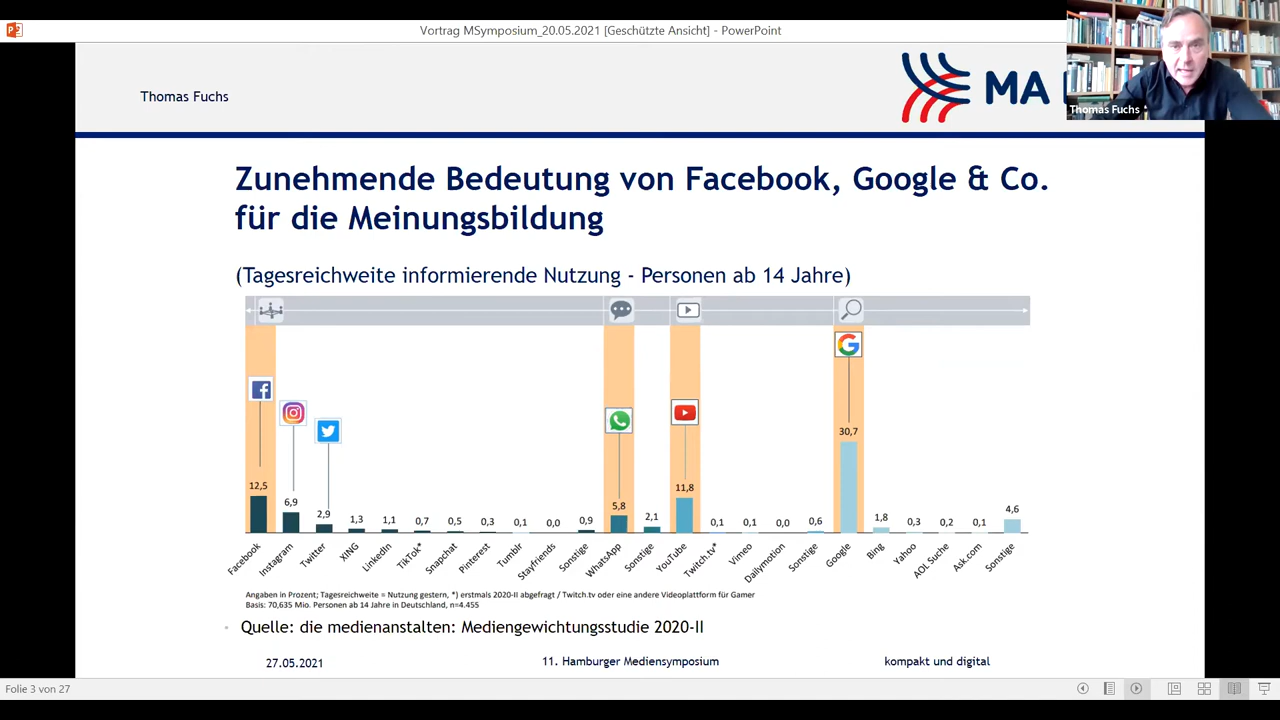 Vortrag MSymposium_20.05.2021 [Geschützte Ansicht] - PowerPoint
Thomas Fuchs
MA
Thomas Fuchs
Zunehmende Bedeutung von Facebook, Google & Co.
für die Meinungsbildung
(Tagesreichweite informierende Nutzung - Personen ab 14 Jahre)
12,5
6,9
2,9
1,3
1,1
0,7
0,5
0,3
0,1
0,0
0,9
5,8
2,1
11,8
0,1
0,1
0,0
0,6
30,7
1,8
0,3
0,2
0,1
4,6
Facebook
Instagram
Twitter
XING
LinkedIn
TikTok*
Snapchat
Pinterest
Tumblr
Stayfriends
Sonstige
WhatsApp
Sonstige
YouTube
Twitch.tv*
Vimeo
Dailymotion
Sonstige
Google
Bing
Yahoo
AOL Suche
Ask.com
Sonstige
Angaben in Prozent; Tagesreichweite = Nutzung gestern, *) erstmals 2020-II abgefragt / Twitch.tv oder eine andere Videoplattform für Gamer
Basis: 70,635 Mio. Personen ab 14 Jahre in Deutschland, n=4.455
Quelle: die medienanstalten: Mediengewichtungsstudie 2020-II
27.05.2021
11. Hamburger Mediensymposium
kompakt und digital
Folie 3 von 27